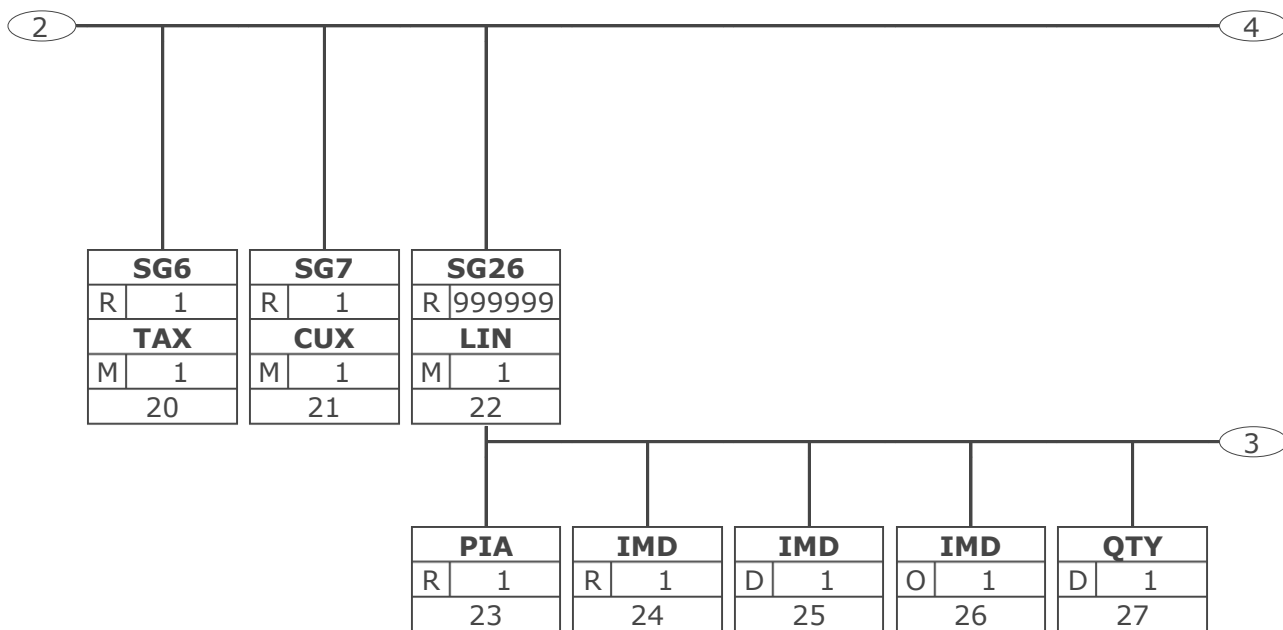 2 4
SG6 SG7 SG26
R 1 R 1 R 999999
TAX CUX LIN
M 1 M 1 M 1
20 21 22
3
PIA IMD IMD IMD QTY
R 1 R 1 D 1 O 1 D 1
23 24 25 26 27